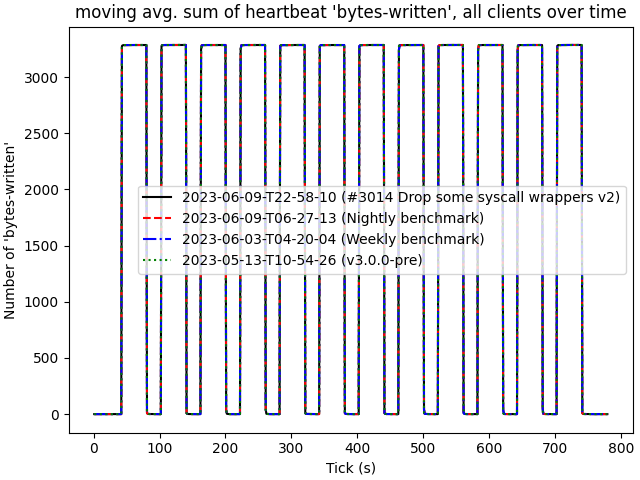 moving avg. sum of heartbeat 'bytes-written', all clients over time
Number of 'bytes-written'
3000
2500
2000
1500
1000
500
0
2023-06-09-T22-58-10 (#3014 Drop some syscall wrappers v2)
2023-06-09-T06-27-13 (Nightly benchmark)
2023-06-03-T04-20-04 (Weekly benchmark)
2023-05-13-T10-54-26 (v3.0.0-pre)
0 100 200 300 400 500 600 700 800
Tick (s)